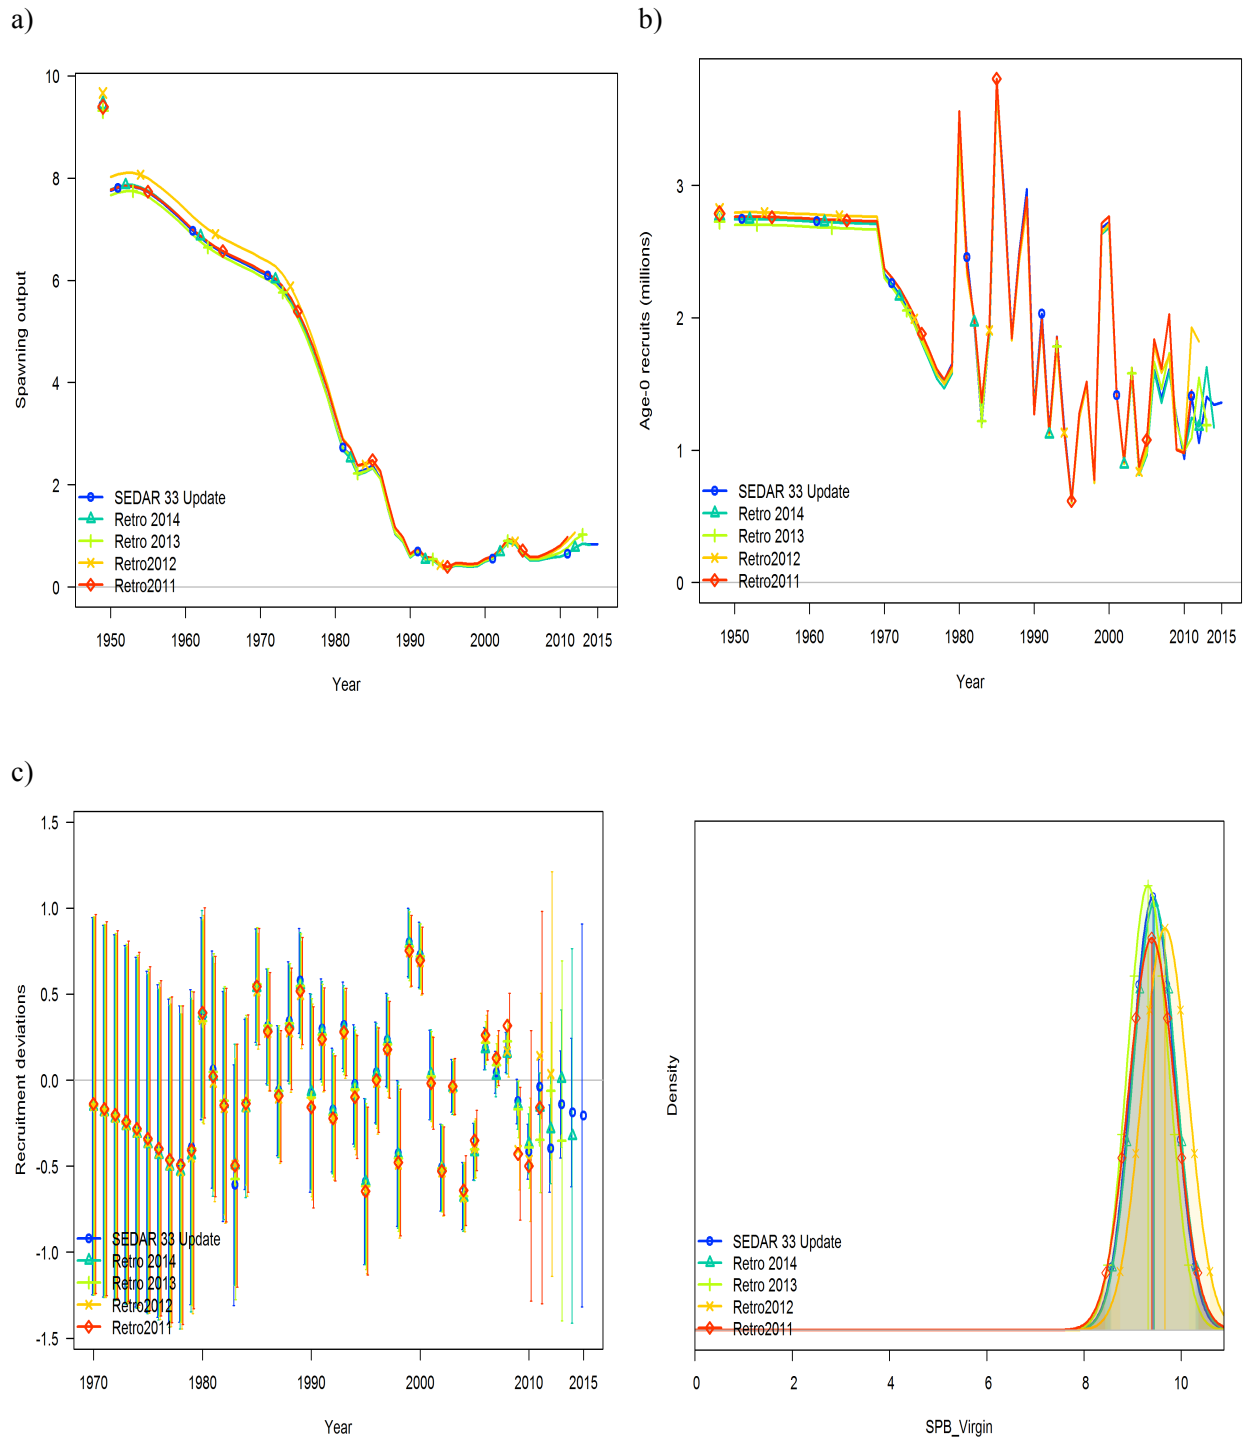 a)
b)
10
8
6
4
2
0
Spawning output
SEDAR 33 Update
Retro 2014
Retro 2013
Retro2012
Retro2011
1950 1960 1970 1980 1990 2000 2010 2015
Year
3
2
1
0
Age-0 recruits (millions)
SEDAR 33 Update
Retro 2014
Retro 2013
Retro2012
Retro2011
1950 1960 1970 1980 1990 2000 2010 2015
Year
c)
1.5
1.0
0.5
0.0
-0.5
-1.0
-1.5
Recruitment deviations
SEDAR 33 Update
Retro 2014
Retro 2013
Retro2012
Retro2011
1970 1980 1990 2000 2010 2015
Year
Density
SEDAR 33 Update
Retro 2014
Retro 2013
Retro2012
Retro2011
0 2 4 6 8 10
SPB_Virgin